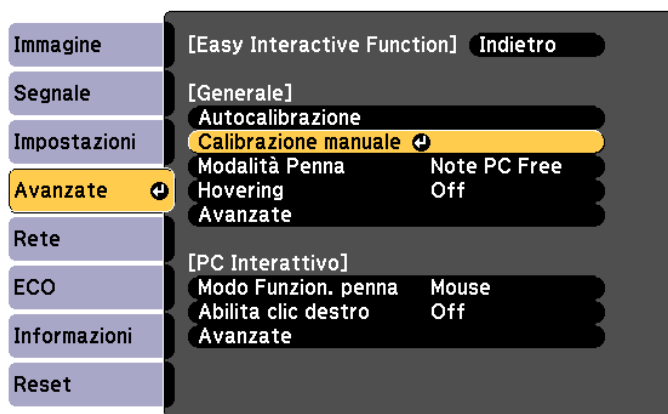 Immagine
Segnale
Impostazioni
Avanzate
Rete
ECO
Informazioni
Reset
[Easy Interactive Function] Indietro
[Generale]
Autocalibrazione
Calibrazione manuale
Modalità Penna Note PC Free
Hovering Off
Avanzate
[PC Interattivo]
Modo Funzion. penna Mouse
Abilita clic destro Off
Avanzate